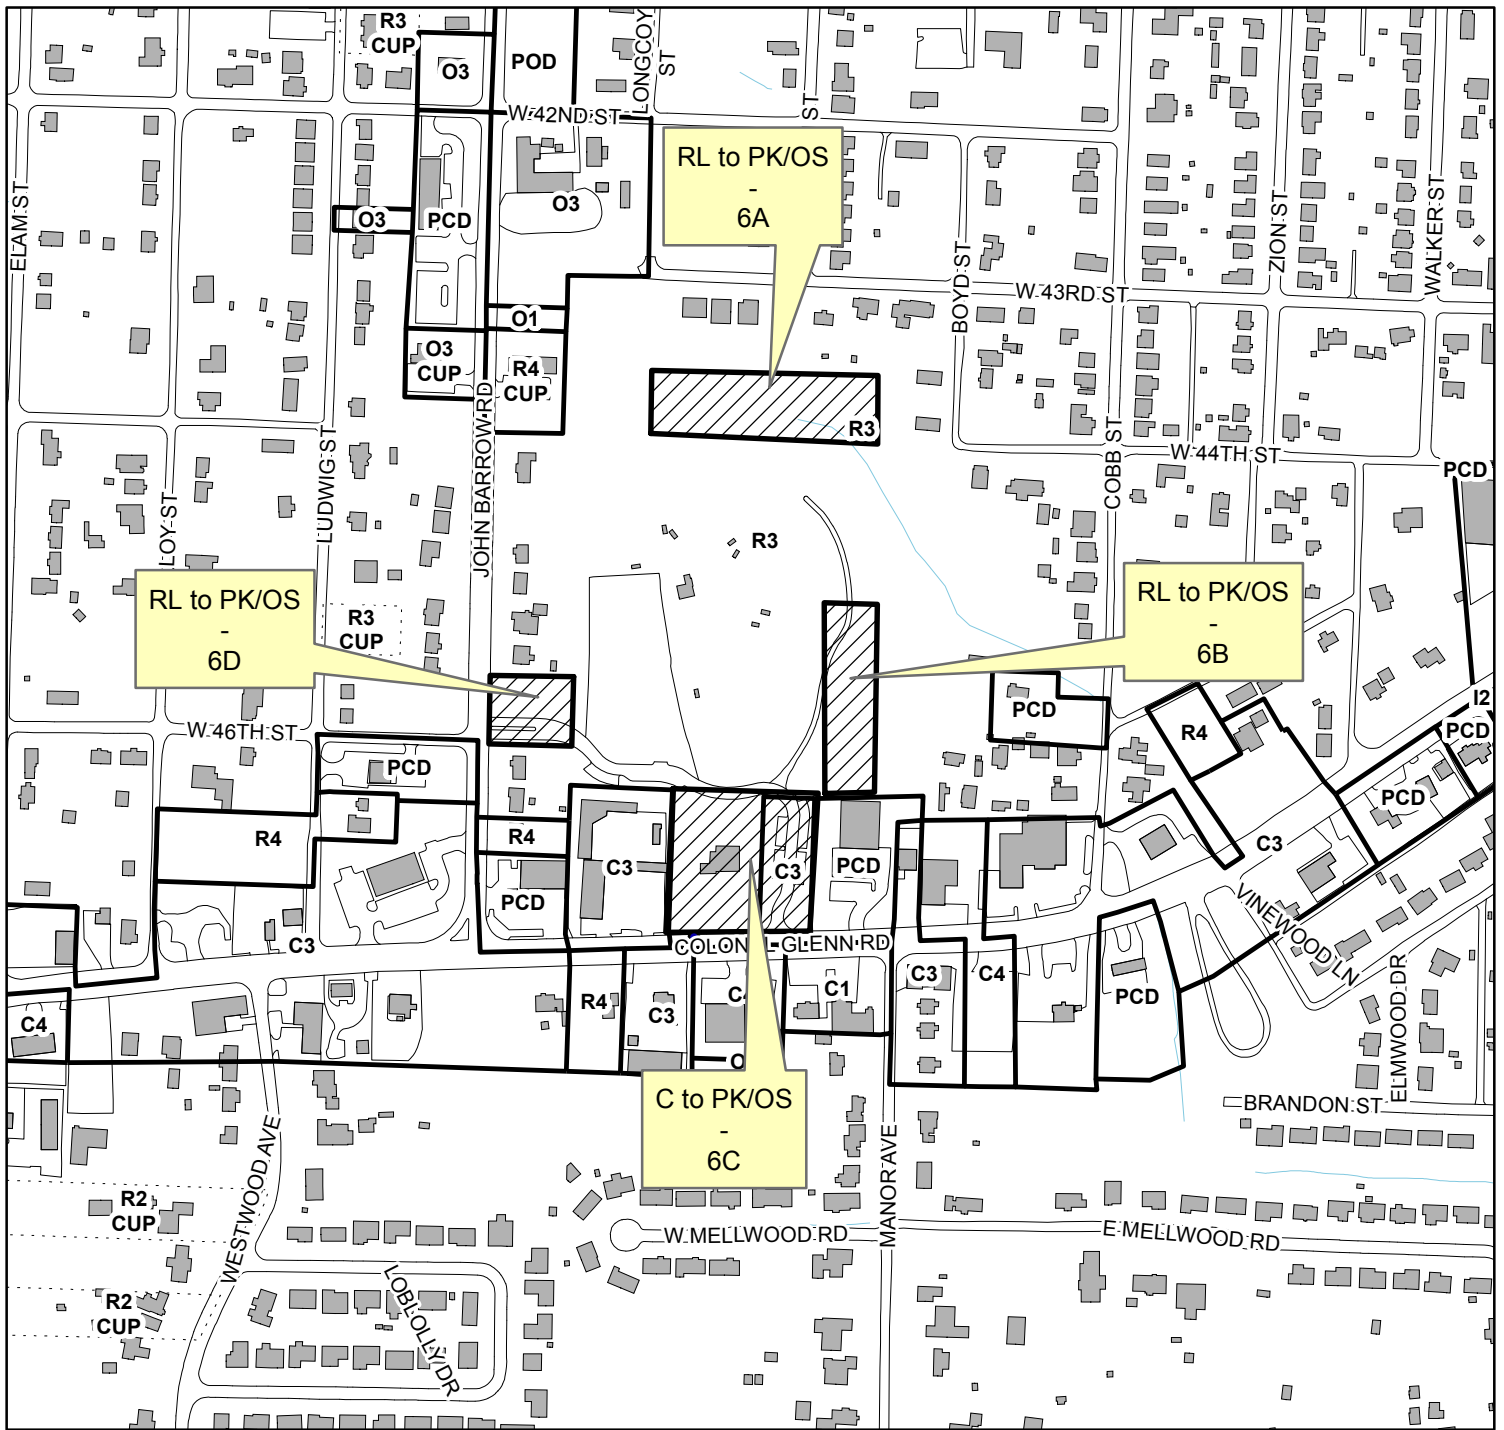 R3
CUP
O3
POD
LONGCOY
ST
W 42ND ST
ST
RL to PK/OS
-
6A
ELAM ST
O3
PCD
O3
ZION ST
WALKER ST
BOYD ST
W 43RD ST
O1
O3
CUP
R4
CUP
JOHN BARROW RD
R3
LUDWIG ST
LOY ST
COBB ST
W 44TH ST
PCD
R3
RL to PK/OS
-
6D
R3
CUP
RL to PK/OS
-
6B
W 46TH ST
PCD
PCD
R4
I2
PCD
PCD
R4
R4
C3
C3
PCD
C3
PCD
C3
COLONEL GLENN RD
VINEWOOD LN
C4
R4
C3
C1
C3
C4
PCD
ELMWOOD DR
O
C to PK/OS
-
6C
BRANDON ST
WESTWOOD AVE
MANOR AVE
R2
CUP
W MELLWOOD RD
E MELLWOOD RD
R2
CUP
LOBLOLLY DR